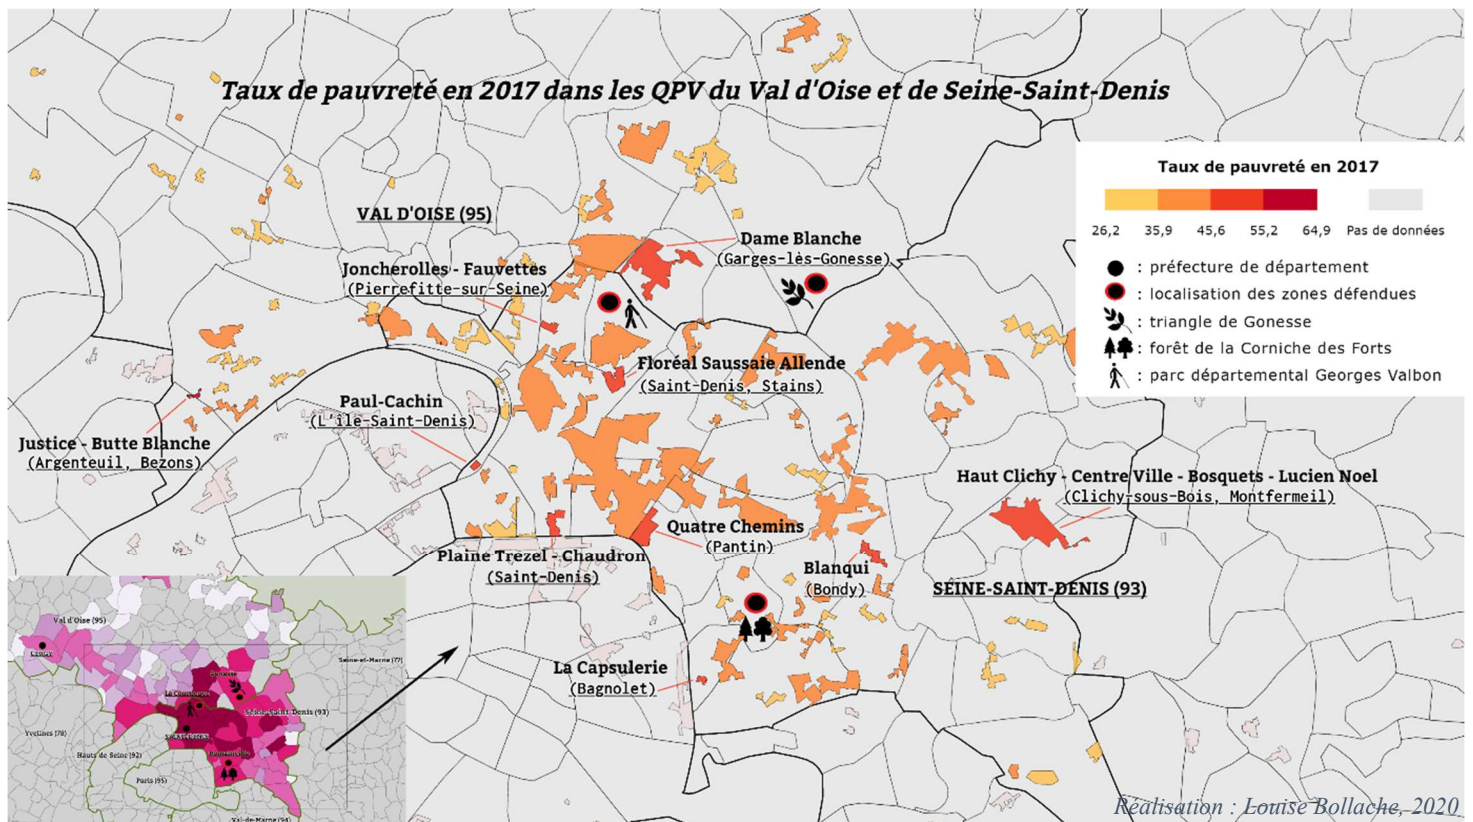 Taux de pauvreté en 2017 dans les QPV du Val d'Oise et de Seine-Saint-Denis
Taux de pauvreté en 2017
26,2 35,9 45,6 55,2 64,9 Pas de données
: préfecture de département
: localisation des zones défendues
: triangle de Gonesse
: forêt de la Corniche des Forts
: parc départemental Georges Valbon
VAL D'OISE (95)
Dame Blanche
(Garges-lès-Gonesse)
Joncherolles - Fauvettes
(Pierrefitte-sur-Seine)
Floréal Saussaie Allende
(Saint-Denis, Stains)
Paul-Cachin
(L'île-Saint-Denis)
Justice - Butte Blanche
(Argenteuil, Bezons)
Haut Clichy - Centre Ville - Bosquets - Lucien Noel
(Clichy-sous-Bois, Montfermeil)
Quatre Chemins
(Pantin)
Plaine Trezel - Chaudron
(Saint-Denis)
Blanqui
(Bondy)
SEINE-SAINT-DENIS (93)
La Capsulerie
(Bagnolet)
Val d'Oise (95)
Seine-et-Marne (77)
Gonesse
La Courneuve
Seine-Saint-Denis (93)
Yvelines (78)
SAINT-DENIS
Hauts de Seine (92)
Paris (95)
Val-de-Marne (94)
Réalisation : Louise Bollache, 2020